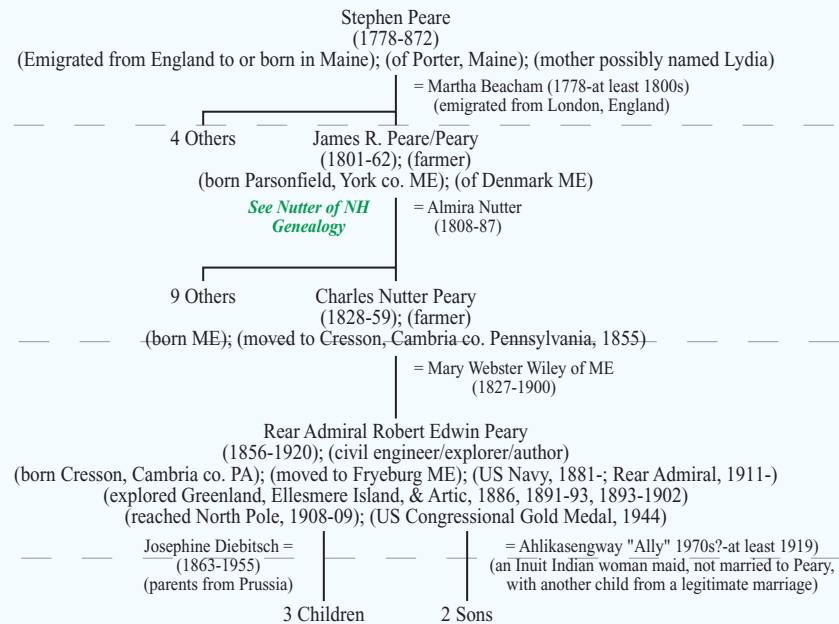 Stephen Peare
(1778-872)
(Emigrated from England to or born in Maine); (of Porter, Maine); (mother possibly named Lydia)
= Martha Beacham (1778-at least 1800s)
(emigrated from London, England)
4 Others
James R. Peare/Peary
(1801-62); (farmer)
(born Parsonfield, York co. ME); (of Denmark ME)
See Nutter of NH
Genealogy
= Almira Nutter
(1808-87)
9 Others
Charles Nutter Peary
(1828-59); (farmer)
(born ME); (moved to Cresson, Cambria co. Pennsylvania, 1855)
= Mary Webster Wiley of ME
(1827-1900)
Rear Admiral Robert Edwin Peary
(1856-1920); (civil engineer/explorer/author)
(born Cresson, Cambria co. PA); (moved to Fryeburg ME); (US Navy, 1881-; Rear Admiral, 1911-)
(explored Greenland, Ellesmere Island, & Artic, 1886, 1891-93, 1893-1902)
(reached North Pole, 1908-09); (US Congressional Gold Medal, 1944)
Josephine Diebitsch =
(1863-1955)
(parents from Prussia)
= Ahlikasengway "Ally" 1970s?-at least 1919)
(an Inuit Indian woman maid, not married to Peary,
with another child from a legitimate marriage)
3 Children
2 Sons